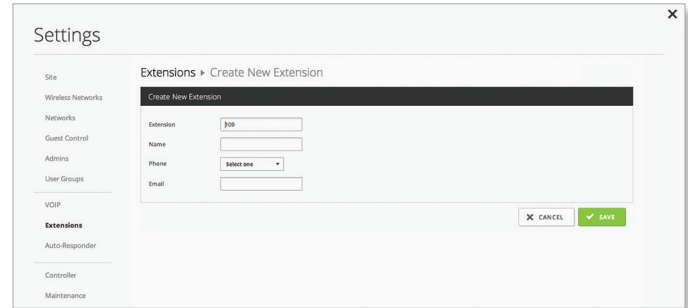 Settings
Site
Wireless Networks
Networks
Guest Control
Admins
User Groups
VOIP
Extensions
Auto-Responder
Controller
Maintenance
Extensions ▸ Create New Extension
Create New Extension
Extension 100
Name
Phone Select one
Email
CANCEL SAVE